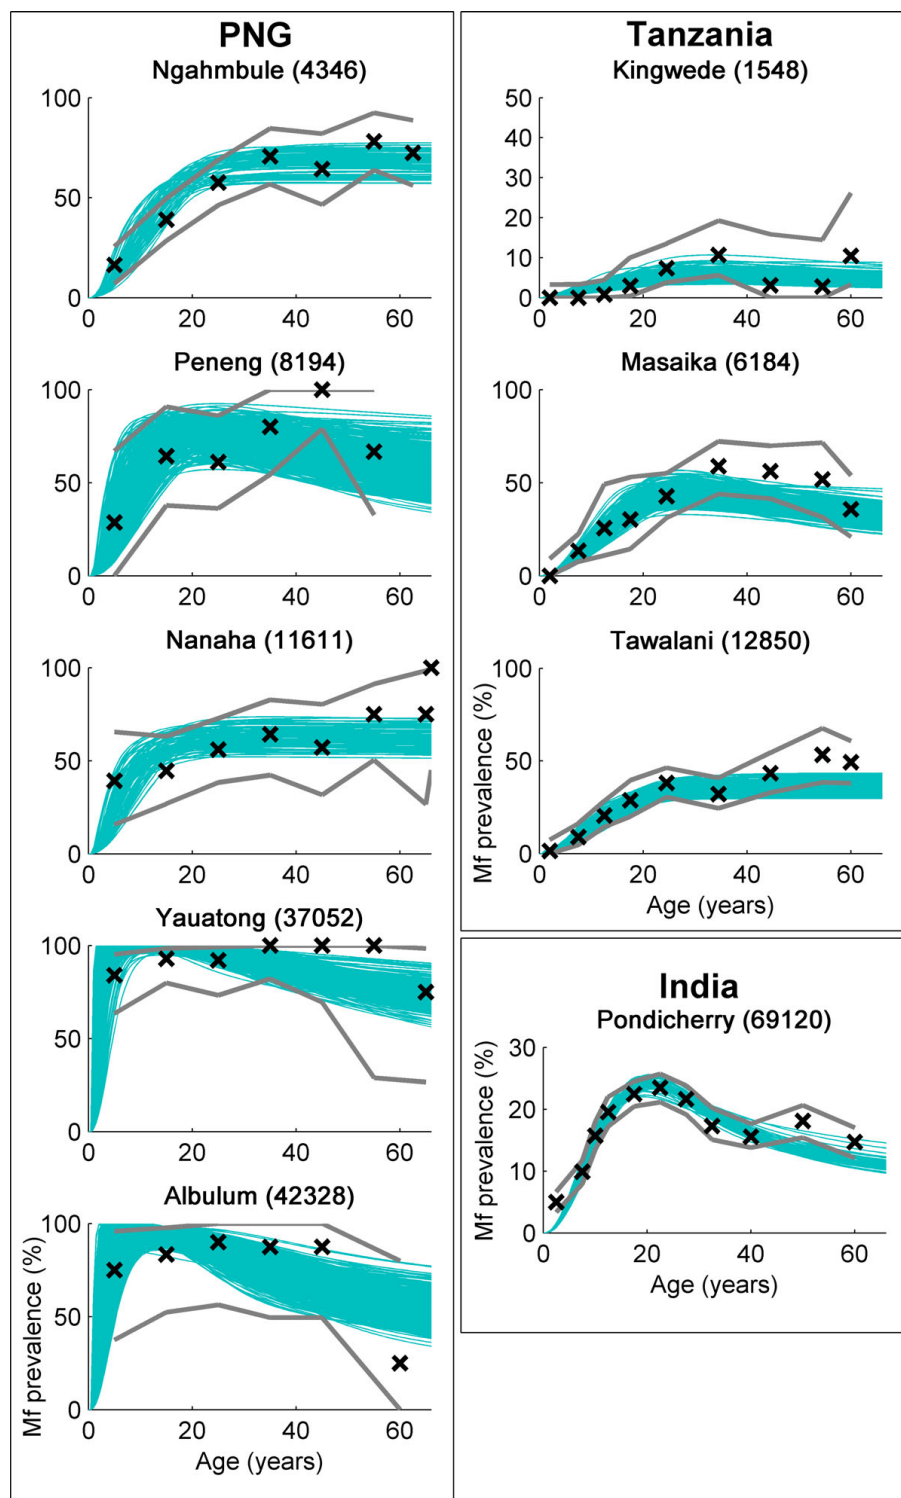 PNG
Ngahmbule (4346)
100
50
0
0 20 40 60
Peneng (8194)
100
50
0
0 20 40 60
Nanaha (11611)
100
50
0
0 20 40 60
Yauatong (37052)
100
50
0
0 20 40 60
Albulum (42328)
100
50
0
Mf prevalence (%)
0 20 40 60
Age (years)
Tanzania
Kingwede (1548)
50
40
30
20
10
0
0 20 40 60
Masaika (6184)
100
50
0
0 20 40 60
Tawalani (12850)
100
50
0
Mf prevalence (%)
0 20 40 60
Age (years)
India
Pondicherry (69120)
30
20
10
0
Mf prevalence (%)
0 20 40 60
Age (years)